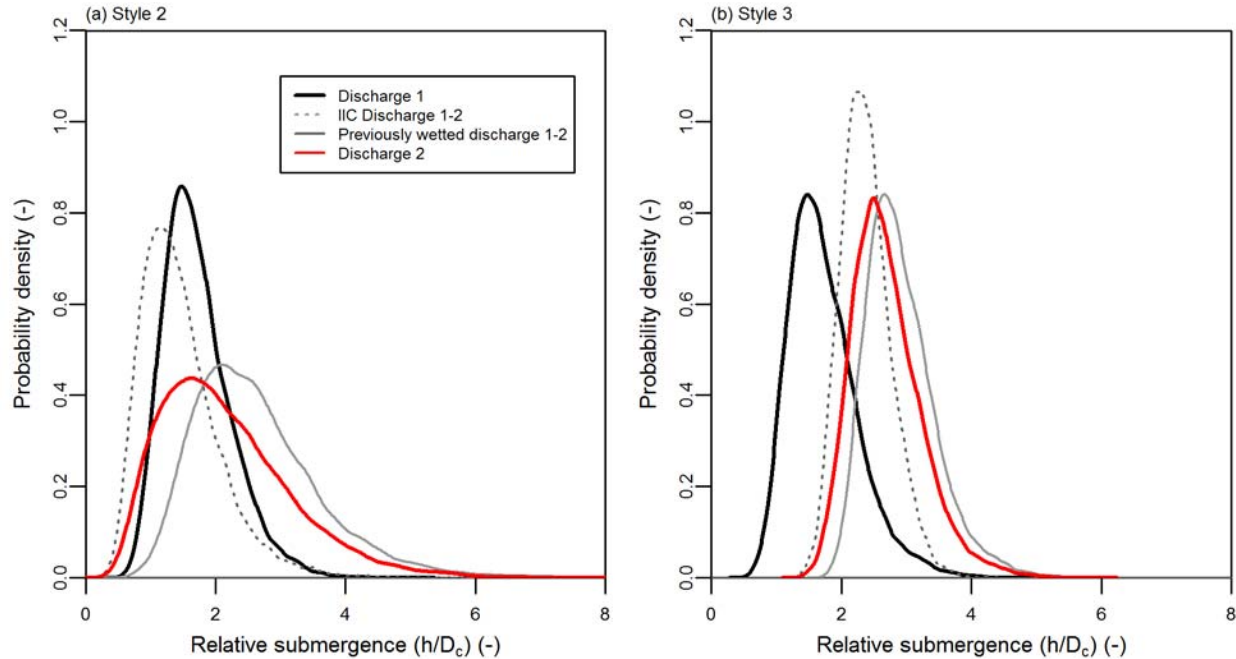 (a) Style 2
Probability density (-)
0.0
0.2
0.4
0.6
0.8
1.0
1.2
Discharge 1
IIC Discharge 1-2
Previously wetted discharge 1-2
Discharge 2
0 2 4 6 8
Relative submergence (h/Dc) (-)
(b) Style 3
Probability density (-)
0.0
0.2
0.4
0.6
0.8
1.0
1.2
0 2 4 6 8
Relative submergence (h/Dc) (-)